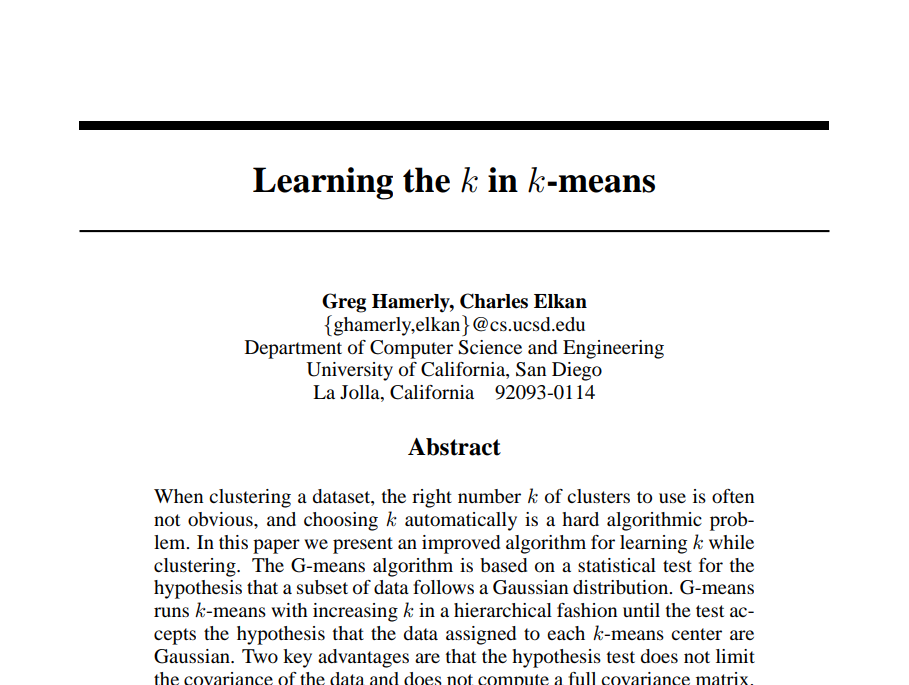 Learning the k in k-means
Greg Hamerly, Charles Elkan
{ghamerly,elkan}@cs.ucsd.edu
Department of Computer Science and Engineering
University of California, San Diego
La Jolla, California 92093-0114
Abstract
When clustering a dataset, the right number k of clusters to use is often
not obvious, and choosing k automatically is a hard algorithmic prob-
lem. In this paper we present an improved algorithm for learning k while
clustering. The G-means algorithm is based on a statistical test for the
hypothesis that a subset of data follows a Gaussian distribution. G-means
runs k-means with increasing k in a hierarchical fashion until the test ac-
cepts the hypothesis that the data assigned to each k-means center are
Gaussian. Two key advantages are that the hypothesis test does not limit
the covariance of the data and does not compute a full covariance matrix.